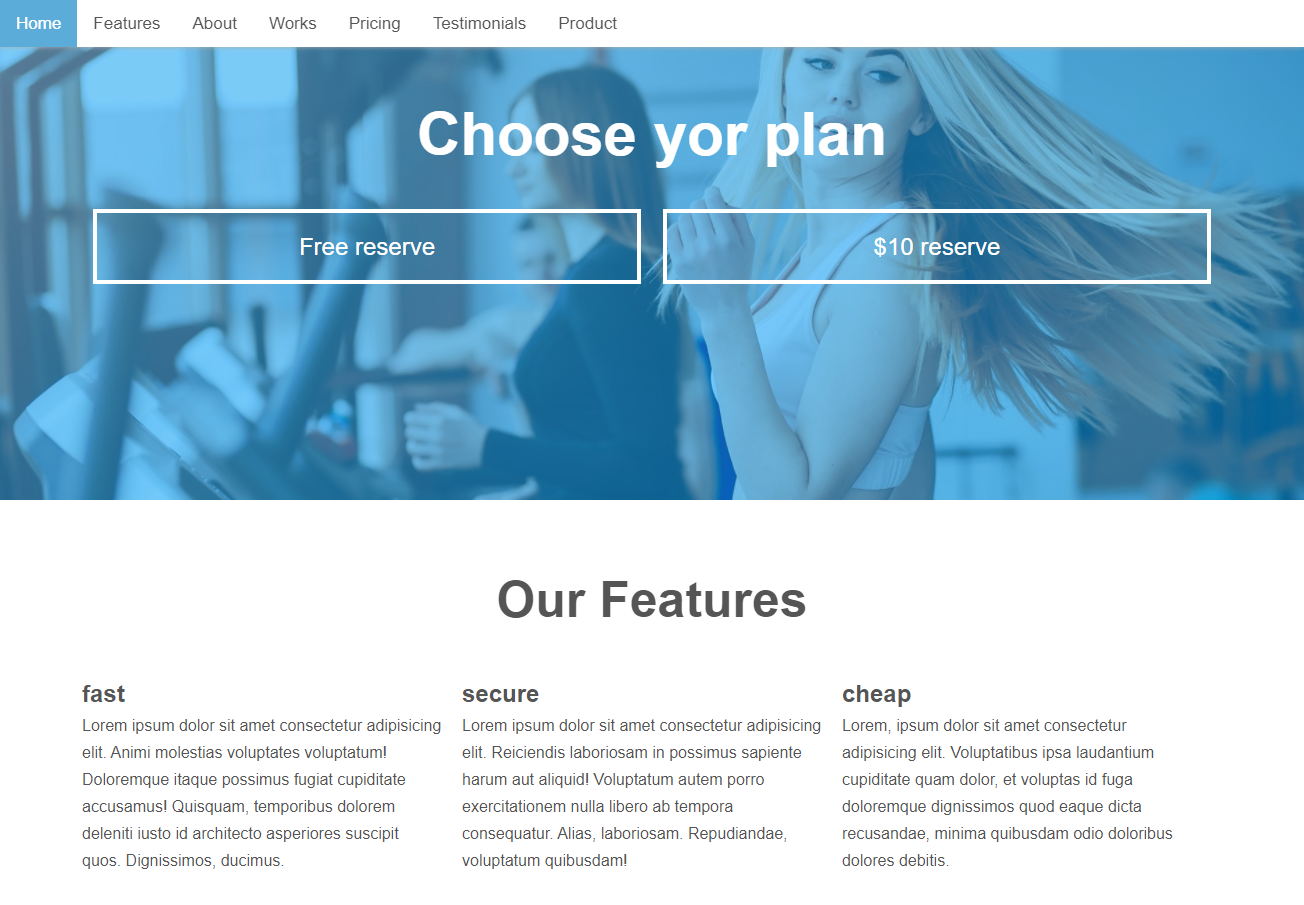 Home Features About Works Pricing Testimonials Product
Choose yor plan
Free reserve $10 reserve
Our Features
fast
Lorem ipsum dolor sit amet consectetur adipisicing
elit. Animi molestias voluptates voluptatum!
Doloremque itaque possimus fugiat cupiditate
accusamus! Quisquam, temporibus dolorem
deleniti iusto id architecto asperiores suscipit
quos. Dignissimos, ducimus.
secure
Lorem ipsum dolor sit amet consectetur adipisicing
elit. Reiciendis laboriosam in possimus sapiente
harum aut aliquid! Voluptatum autem porro
exercitationem nulla libero ab tempora
consequatur. Alias, laboriosam. Repudiandae,
voluptatum quibusdam!
cheap
Lorem, ipsum dolor sit amet consectetur
adipisicing elit. Voluptatibus ipsa laudantium
cupiditate quam dolor, et voluptas id fuga
doloremque dignissimos quod eaque dicta
recusandae, minima quibusdam odio doloribus
dolores debitis.